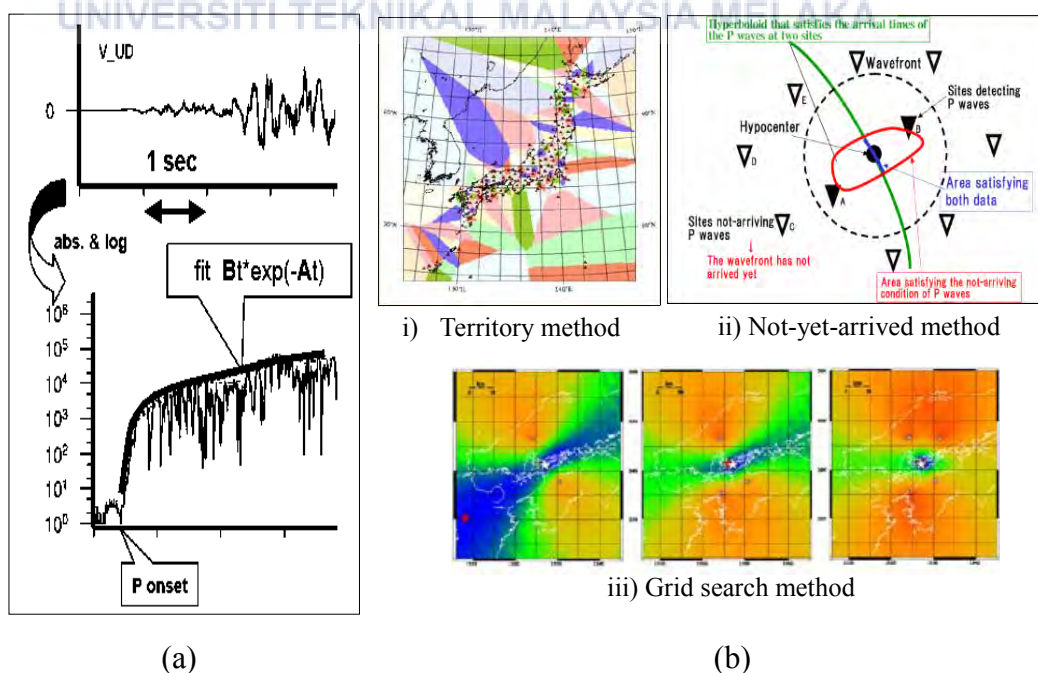 UNIVERSITI TEKNIKAL MALAYSIA MELAKA
V_UD
0
1 sec
abs. & log
fit Bt*exp(-At)
10⁶
10⁵
10⁴
10³
10²
10¹
10⁰
P onset
(a)
130°E
140°E
i) Territory method
Hyperboloid that satisfies the arrival times of
the P waves at two sites
Wavefront
Sites detecting
P waves
E
B
Hypocenter
D
A
Area satisfying
both data
Sites not-arriving
P waves
C
The wavefront has not
arrived yet
Area satisfying the not-arriving
condition of P waves
ii) Not-yet-arrived method
iii) Grid search method
(b)